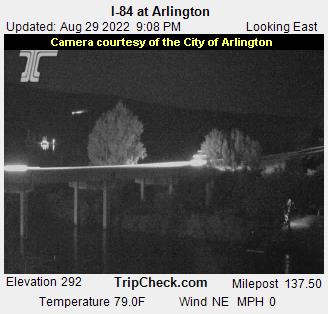 I-84 at Arlington
Updated: Aug 29 2022 9:08 PM Looking East
Camera courtesy of the City of Arlington
Elevation 292 TripCheck.com Milepost 137.50
Temperature 79.0F Wind NE MPH 0